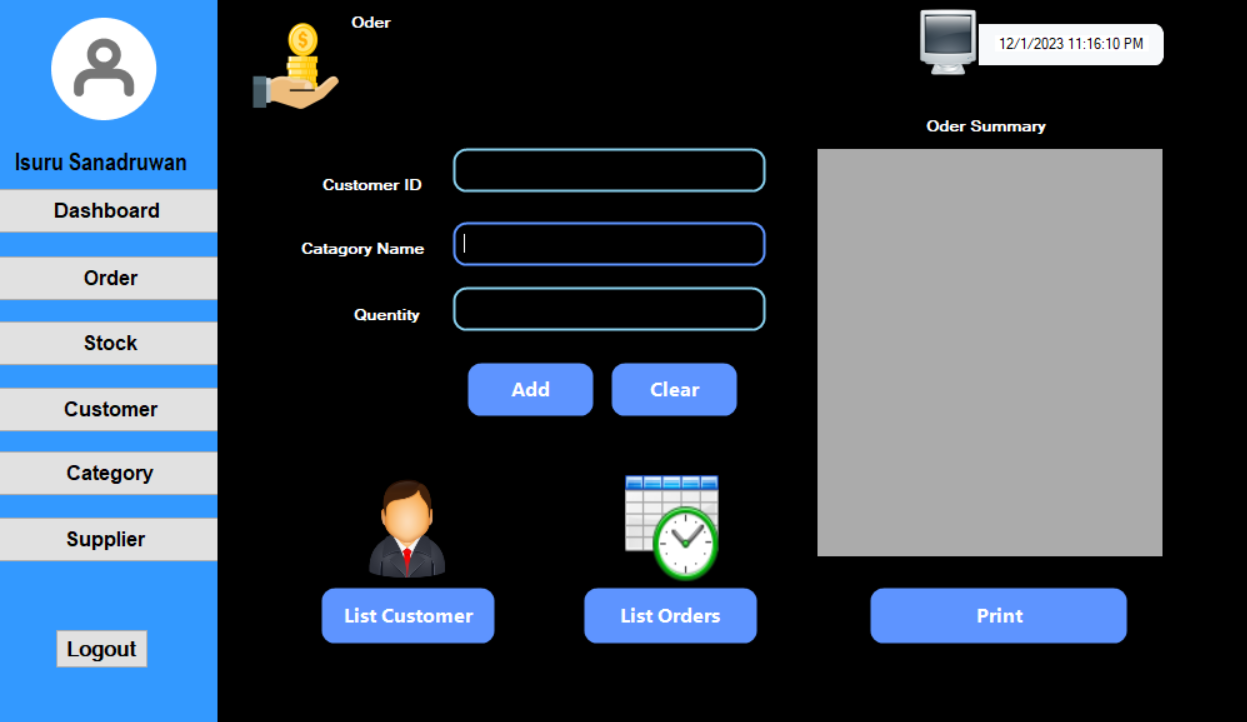 Oder
12/1/2023 11:16:10 PM
Isuru Sanadruwan
Dashboard
Order
Stock
Customer
Category
Supplier
Logout
Customer ID
Catagory Name
Quentity
Add
Clear
List Customer
List Orders
Oder Summary
Print